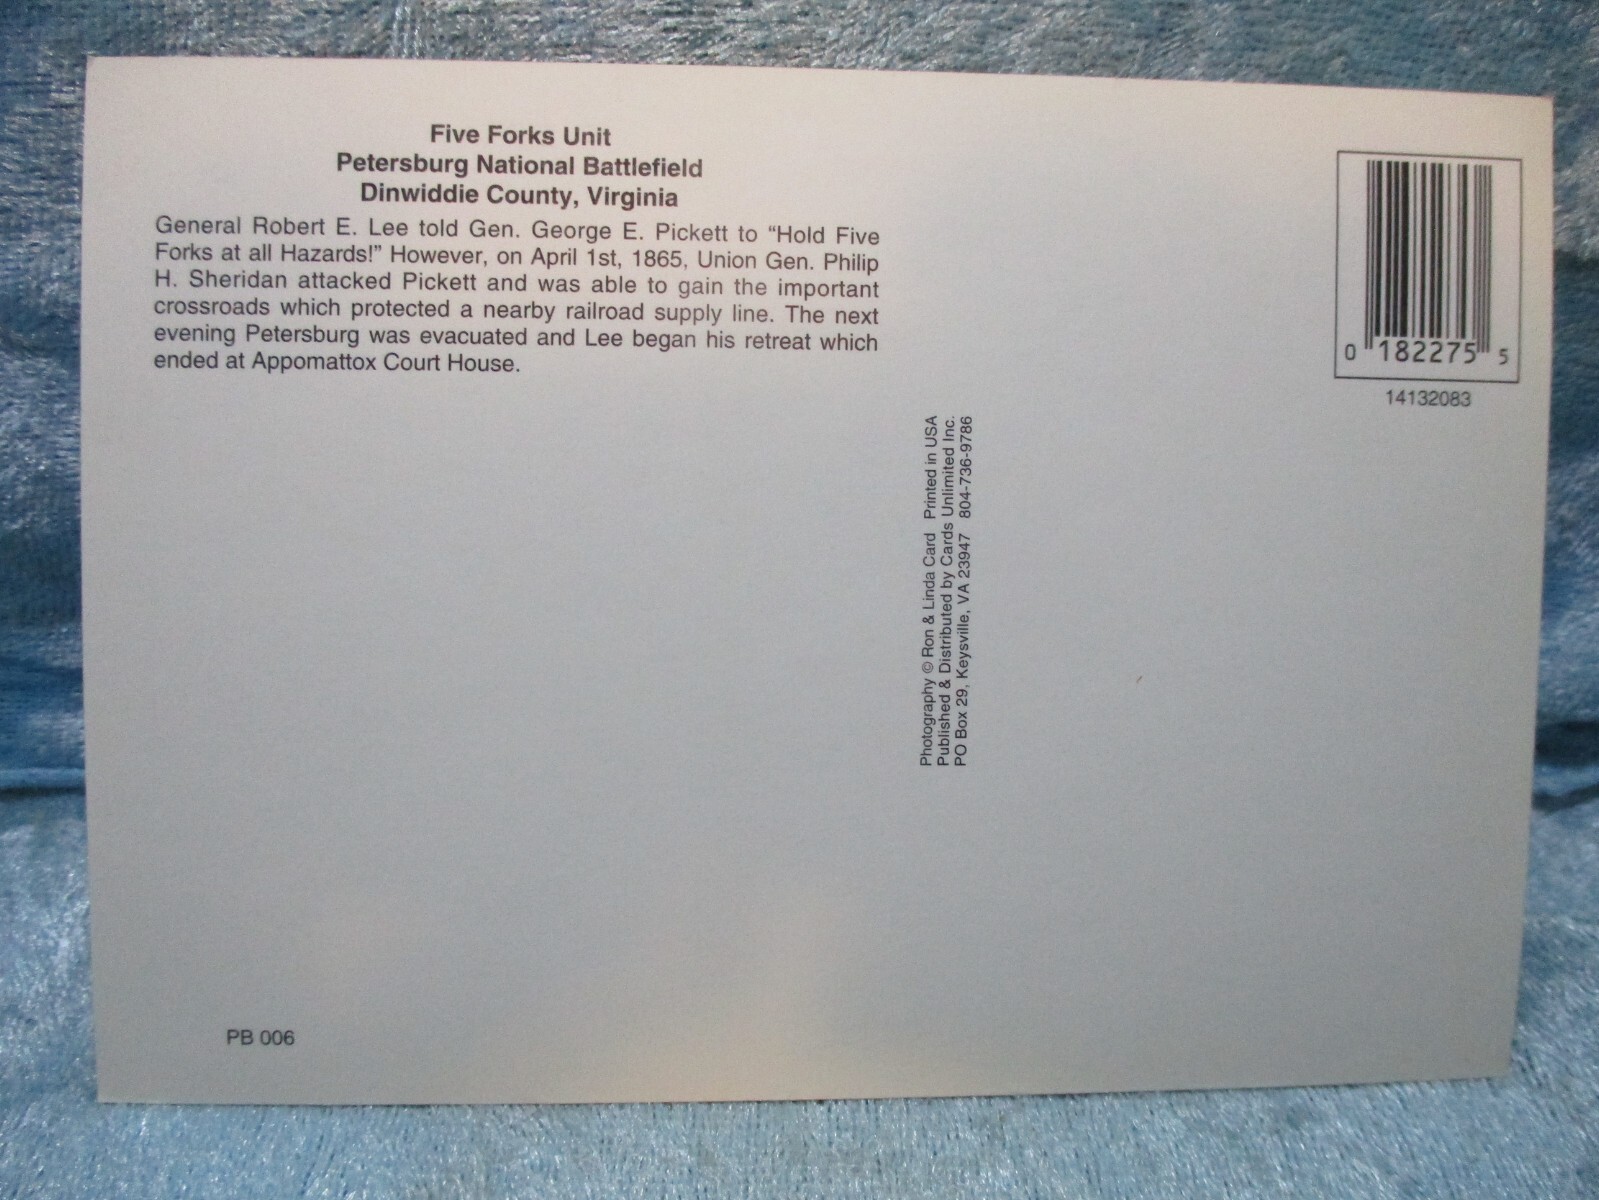 Five Forks Unit
Petersburg National Battlefield
Dinwiddie County, Virginia
General Robert E. Lee told Gen. George E. Pickett to “Hold Five
Forks at all Hazards!” However, on April 1st, 1865, Union Gen. Philip
H. Sheridan attacked Pickett and was able to gain the important
crossroads which protected a nearby railroad supply line. The next
evening Petersburg was evacuated and Lee began his retreat which
ended at Appomattox Court House.
0 182275 5
14132083
Photography © Ron & Linda Card Printed in USA
Published & Distributed by Cards Unlimited Inc.
PO Box 29, Keysville, VA 23947 804-736-9786
PB 006